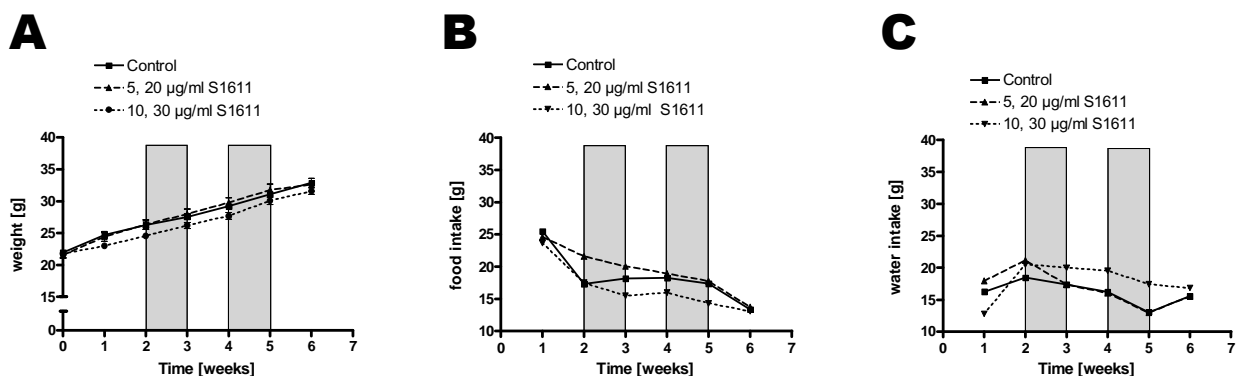 A
Control
5, 20 µg/ml S1611
10, 30 µg/ml S1611
40
35
30
25
20
15
0
weight [g]
0 1 2 3 4 5 6 7
Time [weeks]
B
Control
5, 20 µg/ml S1611
10, 30 µg/ml S1611
40
35
30
25
20
15
10
food intake [g]
0 1 2 3 4 5 6 7
Time [weeks]
C
Control
5, 20 µg/ml S1611
10, 30 µg/ml S1611
40
35
30
25
20
15
10
water intake [g]
0 1 2 3 4 5 6 7
Time [weeks]